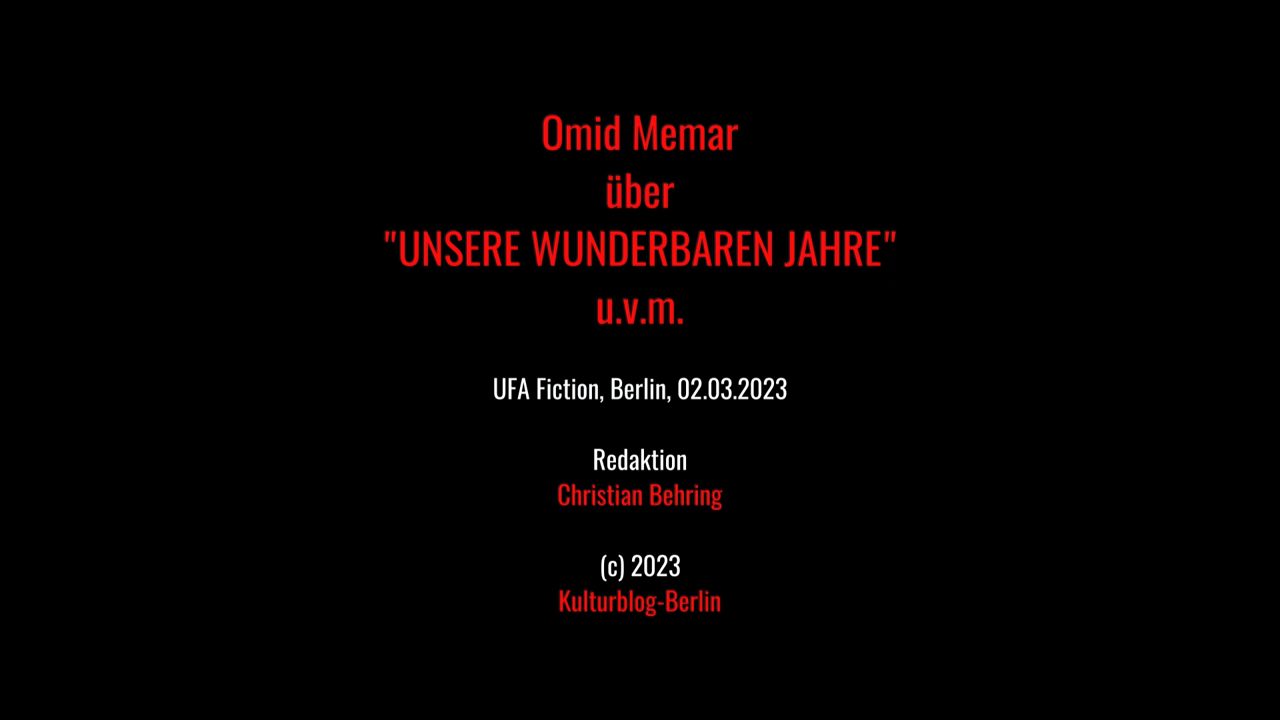 Omid Memar
über
"UNSERE WUNDERBAREN JAHRE"
u.v.m.
UFA Fiction, Berlin, 02.03.2023
Redaktion
Christian Behring
(c) 2023
Kulturblog-Berlin